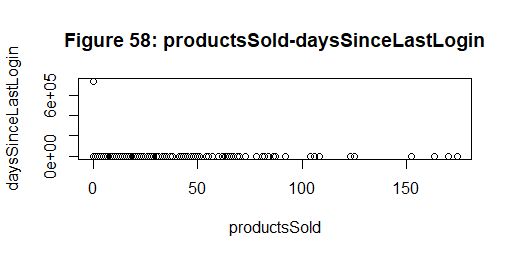 Figure 58: productsSold-daysSinceLastLogin
daysSinceLastLogin
6e+05
0e+00
0 50 100 150
productsSold